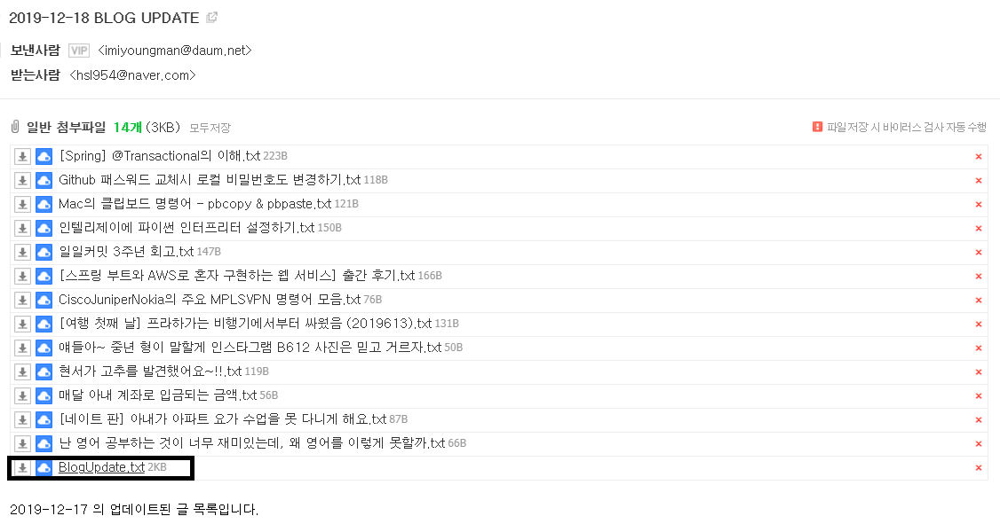 2019-12-18 BLOG UPDATE
보낸사람 VIP <imiyoungman@daum.net>
받는사람 <hsl954@naver.com>
일반 첨부파일 14개 (3KB) 모두저장 파일 저장 시 바이러스 검사 자동 수행
[Spring] @Transactional의 이해.txt 223B
Github 패스워드 교체시 로컬 비밀번호도 변경하기.txt 118B
Mac의 클립보드 명령어 - pbcopy & pbpaste.txt 121B
인텔리제이에 파이썬 인터프리터 설정하기.txt 150B
일일커밋 3주년 회고.txt 147B
[스프링 부트와 AWS로 혼자 구현하는 웹 서비스] 출간 후기.txt 166B
CiscoJuniperNokia의 주요 MPLSVPN 명령어 모음.txt 76B
[여행 첫째 날] 프라하가는 비행기에서부터 싸웠음 (2019613).txt 131B
얘들아~ 중년 형이 말할게 인스타그램 B612 사진은 믿고 거르자.txt 50B
현서가 고추를 발견했어요~!!.txt 119B
매달 아내 계좌로 입금되는 금액.txt 56B
[네이트 판] 아내가 아파트 요가 수업을 못 다니게 해요.txt 87B
난 영어 공부하는 것이 너무 재미있는데, 왜 영어를 이렇게 못할까.txt 66B
BlogUpdate.txt 2KB
2019-12-17 의 업데이트된 글 목록입니다.